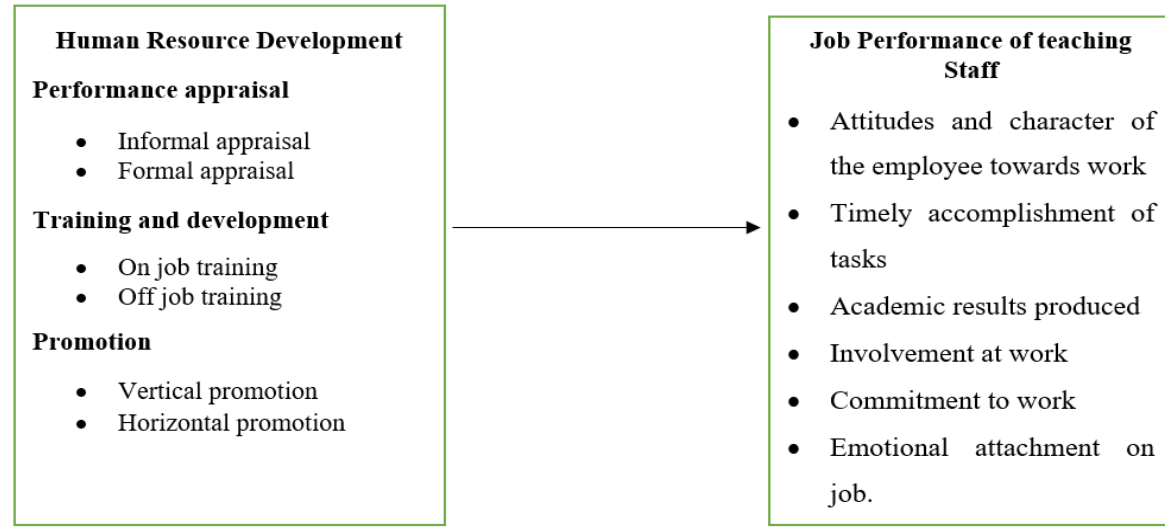 Human Resource Development
Performance appraisal
• Informal appraisal
• Formal appraisal
Training and development
• On job training
• Off job training
Promotion
• Vertical promotion
• Horizontal promotion
Job Performance of teaching
Staff
• Attitudes and character of
the employee towards work
• Timely accomplishment of
tasks
• Academic results produced
• Involvement at work
• Commitment to work
• Emotional attachment on
job.